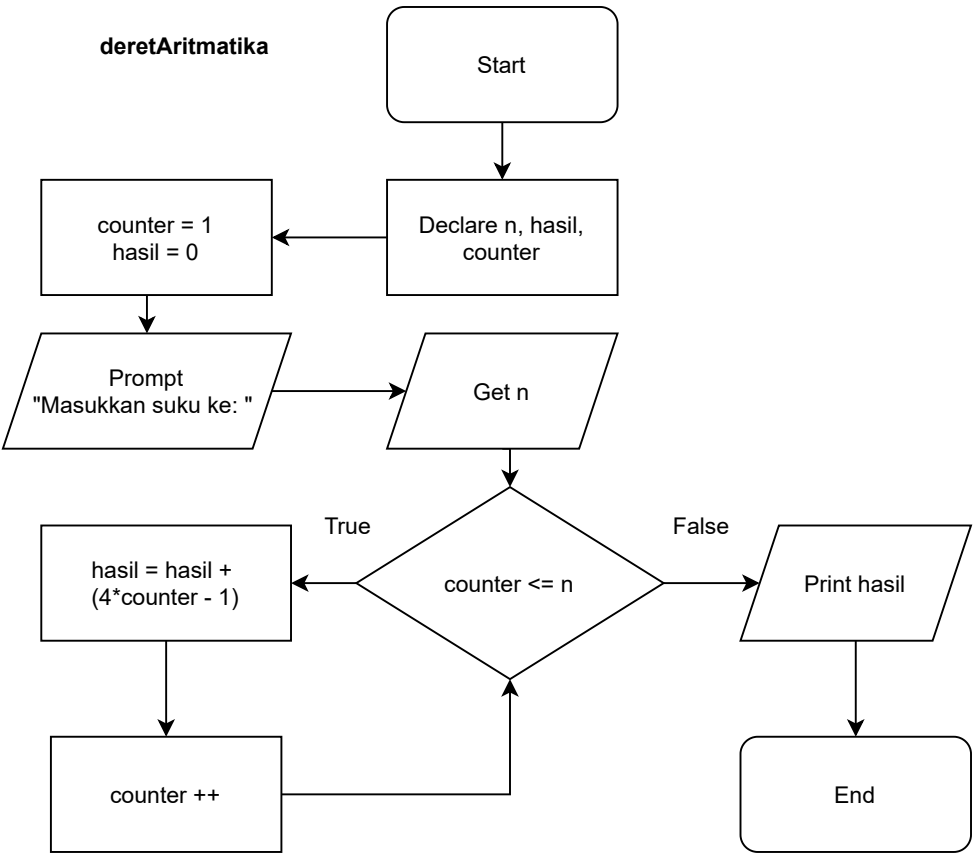 deretAritmatika
Start
Declare n, hasil,
counter
counter = 1
hasil = 0
Prompt
"Masukkan suku ke: "
Get n
counter <= n
True
False
hasil = hasil +
(4*counter - 1)
Print hasil
counter ++
End